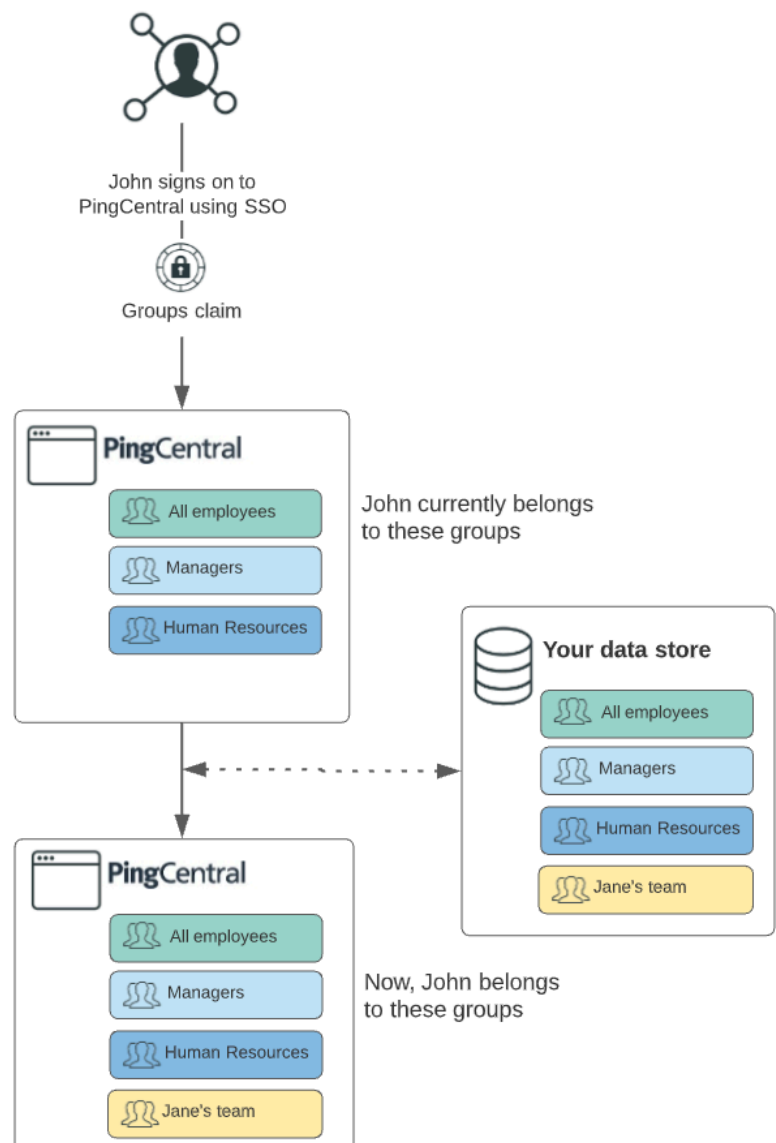 John signs on to
PingCentral using SSO
Groups claim
PingCentral
All employees
Managers
Human Resources
John currently belongs
to these groups
Your data store
All employees
Managers
Human Resources
Jane's team
PingCentral
All employees
Managers
Human Resources
Jane's team
Now, John belongs
to these groups